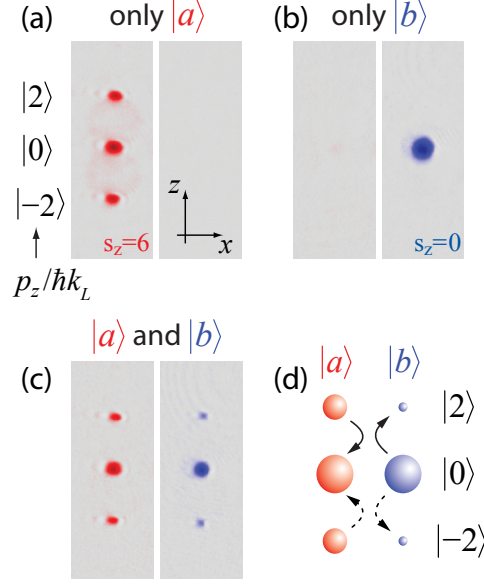 (a) only |a⟩
|2⟩
|0⟩
|−2⟩
p_z/ħk_L
s_z=6
z
x
(b) only |b⟩
s_z=0
(c) |a⟩ and |b⟩
(d) |a⟩ |b⟩
|2⟩
|0⟩
|−2⟩